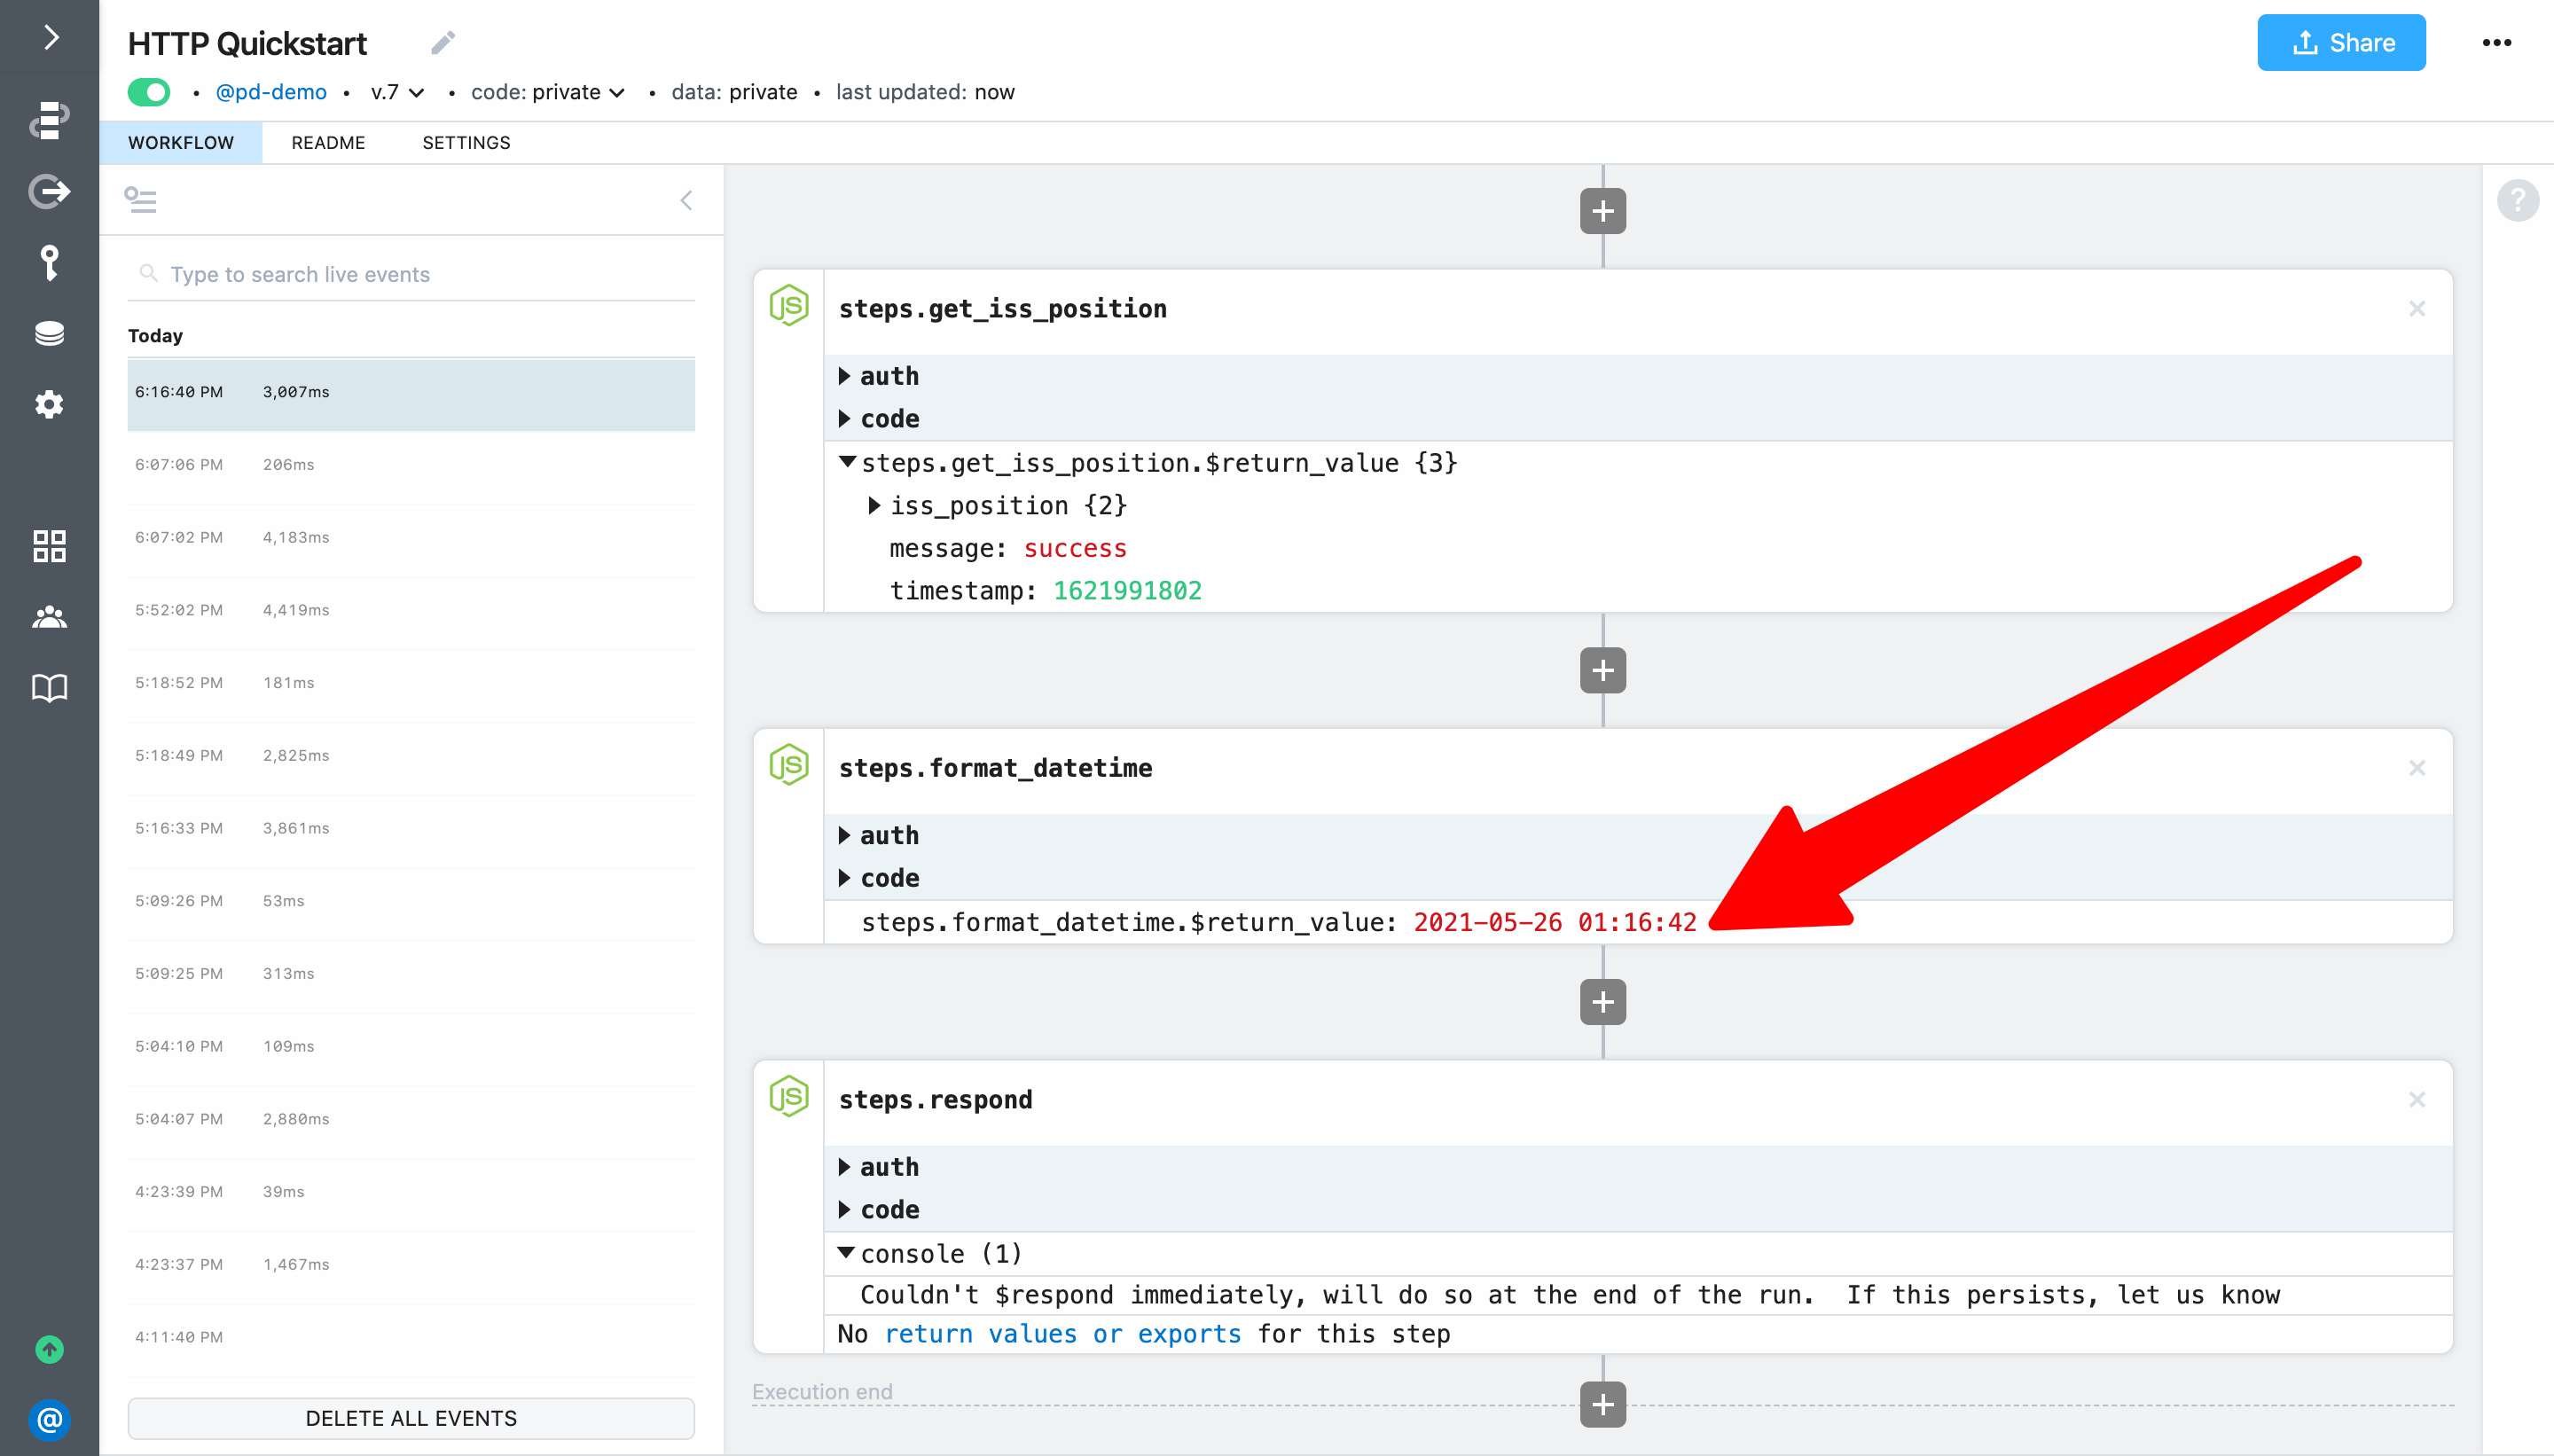 HTTP Quickstart
Share
• @pd-demo • v.7 • code: private • data: private • last updated: now
WORKFLOW README SETTINGS
Type to search live events
Today
6:16:40 PM 3,007ms
6:07:06 PM 206ms
6:07:02 PM 4,183ms
5:52:02 PM 4,419ms
5:18:52 PM 181ms
5:18:49 PM 2,825ms
5:16:33 PM 3,861ms
5:09:26 PM 53ms
5:09:25 PM 313ms
5:04:10 PM 109ms
5:04:07 PM 2,880ms
4:23:39 PM 39ms
4:23:37 PM 1,467ms
4:11:40 PM
DELETE ALL EVENTS
JS
steps.get_iss_position
auth
code
steps.get_iss_position.$return_value {3}
iss_position {2}
message: success
timestamp: 1621991802
JS
steps.format_datetime
auth
code
steps.format_datetime.$return_value: 2021-05-26 01:16:42
JS
steps.respond
auth
code
console (1)
Couldn't $respond immediately, will do so at the end of the run. If this persists, let us know
No return values or exports for this step
Execution end
?
@